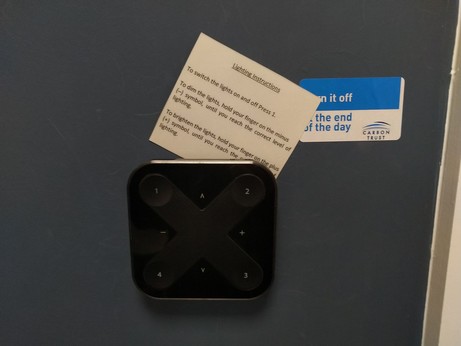 Lighting Instructions
To switch the lights on and off Press 1.
To dim the lights, hold your finger on the minus
(–) symbol, until you reach the correct level of
lighting.
To brighten the lights, hold your finger on the plus
(+) symbol, until you reach the
lighting.
n it off
the end
of the day
CARBON
TRUST
1 ∧ 2
− +
4 ∨ 3